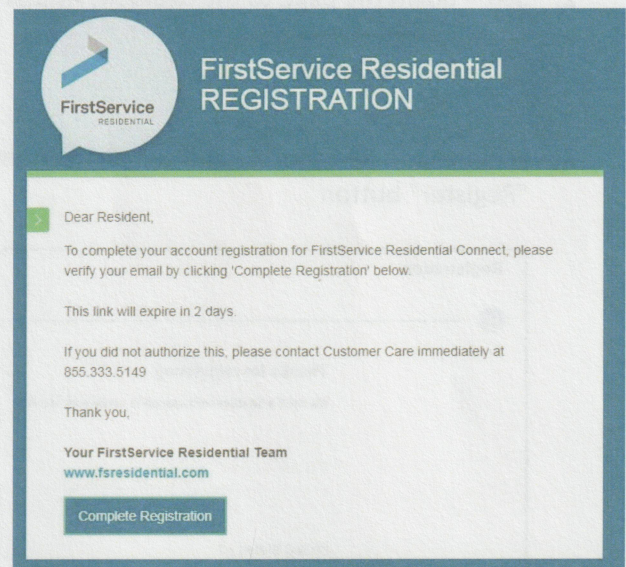 FirstService
RESIDENTIAL
FirstService Residential
REGISTRATION
Dear Resident,
To complete your account registration for FirstService Residential Connect, please
verify your email by clicking 'Complete Registration' below.
This link will expire in 2 days.
If you did not authorize this, please contact Customer Care immediately at
855.333.5149
Thank you,
Your FirstService Residential Team
www.fsresidential.com
Complete Registration
"Register" button